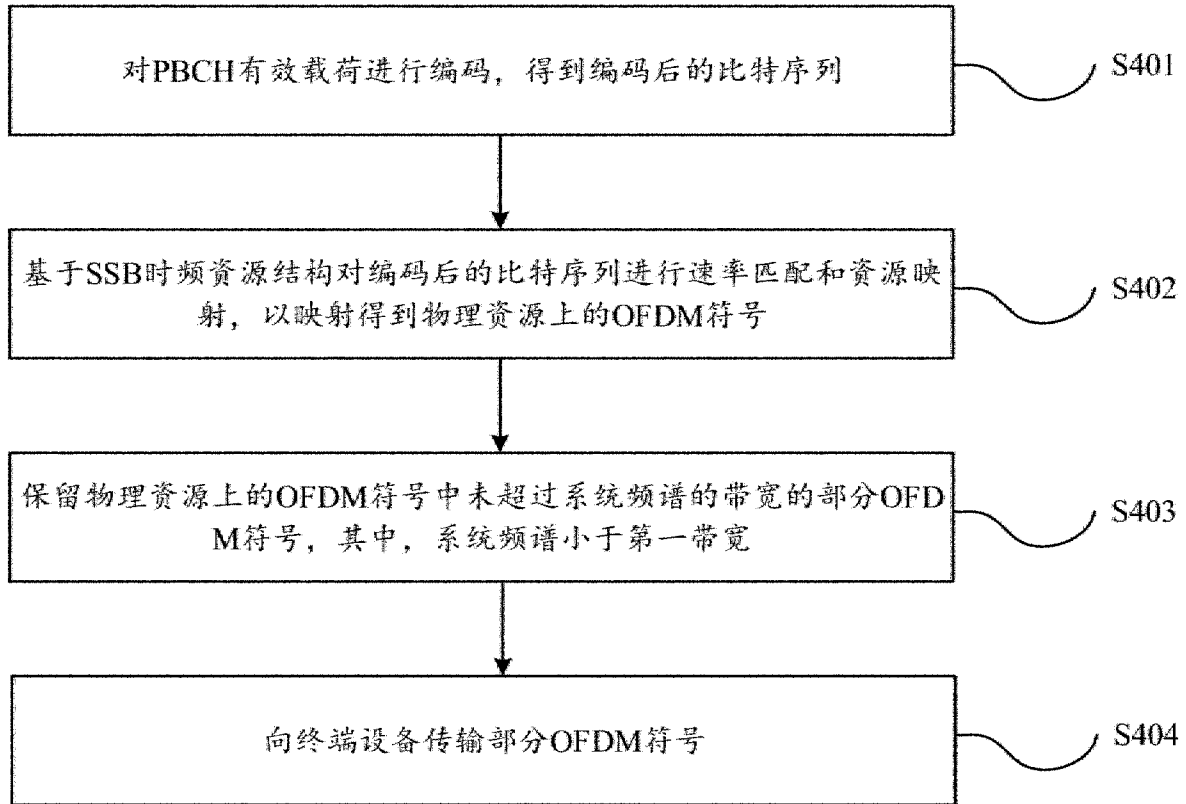 对PBCH有效载荷进行编码，得到编码后的比特序列
S401
基于SSB时频资源结构对编码后的比特序列进行速率匹配和资源映
射，以映射得到物理资源上的OFDM符号
S402
保留物理资源上的OFDM符号中未超过系统频谱的带宽的部分OFD
M符号，其中，系统频谱小于第一带宽
S403
向终端设备传输部分OFDM符号
S404